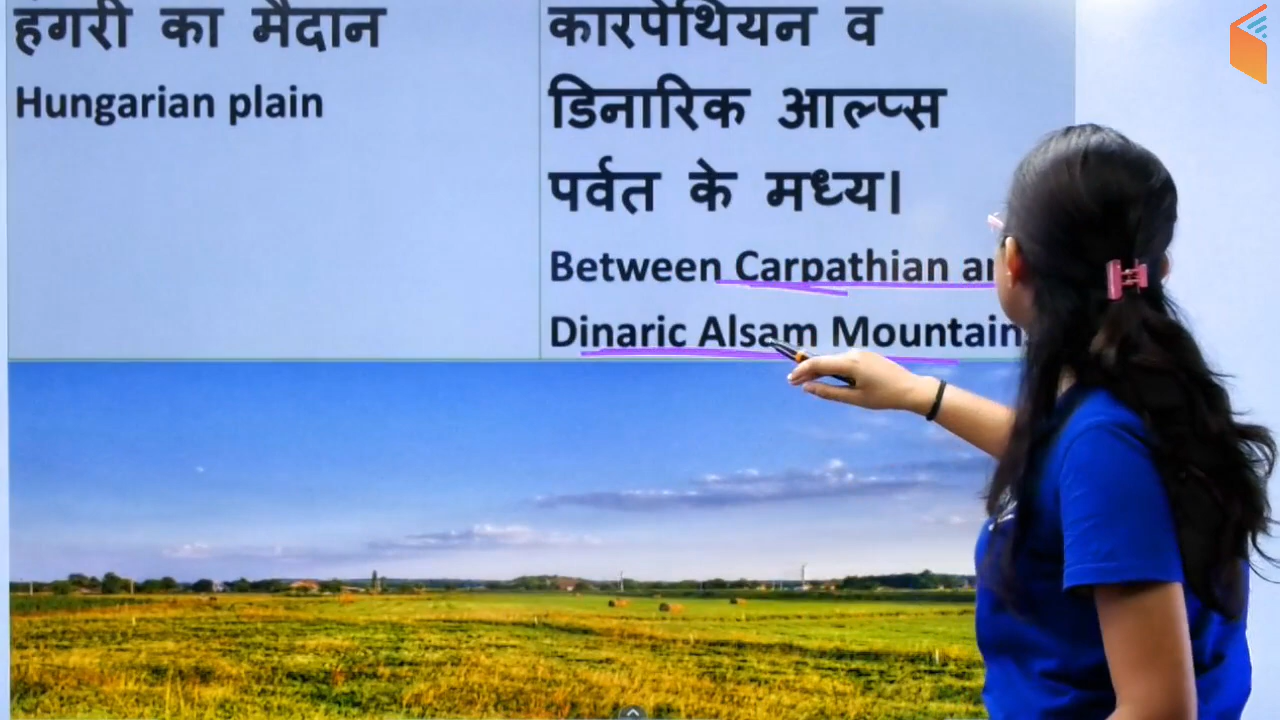 हंगरी का मैदान
Hungarian plain
कारपेथियन व
डिनारिक आल्प्स
पर्वत के मध्य।
Between Carpathian
Dinaric Alsam Mountain